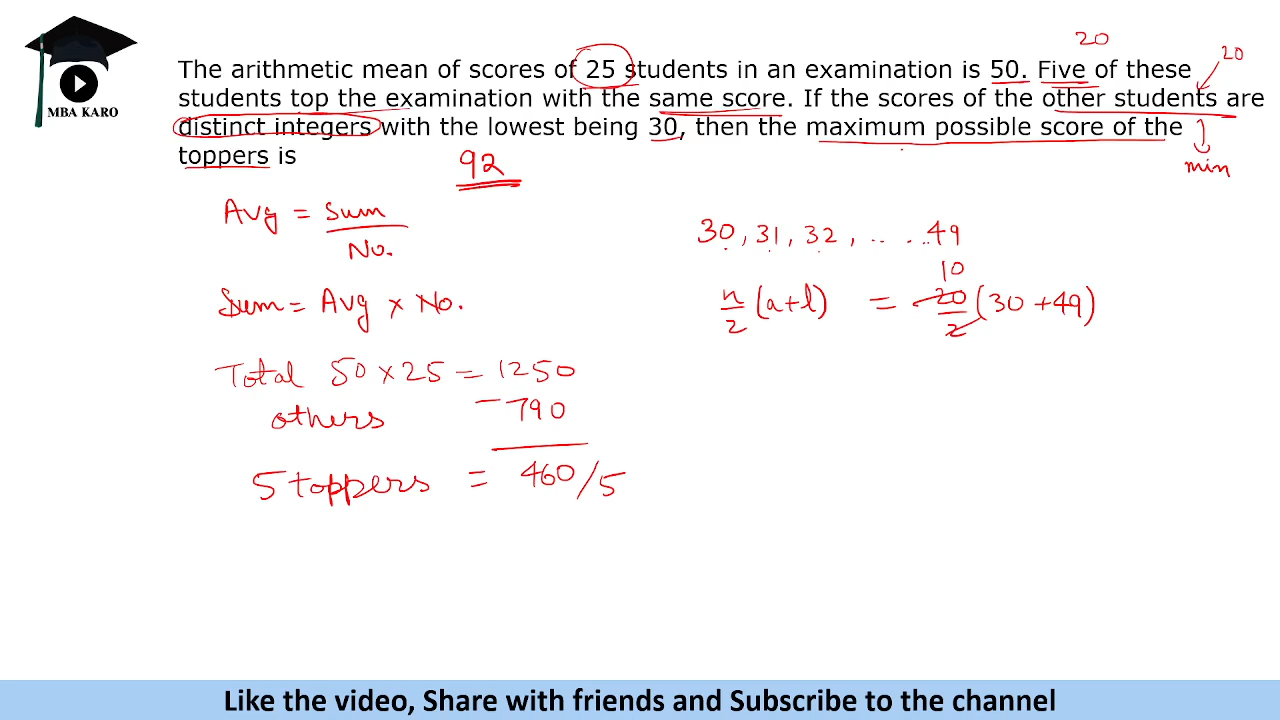 20
The arithmetic mean of scores of 25 students in an examination is 50. Five of these
20
students top the examination with the same score. If the scores of the other students are
distinct integers with the lowest being 30, then the maximum possible score of the
toppers is
92
min
MBA KARO
Avg = Sum / No.
30, 31, 32, .. . .. 49
Sum = Avg × No.
n/2 (a+l) = 20/2 (30 + 49)
10
Total 50 × 25 = 1250
others - 790
5 toppers = 460/5
Like the video, Share with friends and Subscribe to the channel